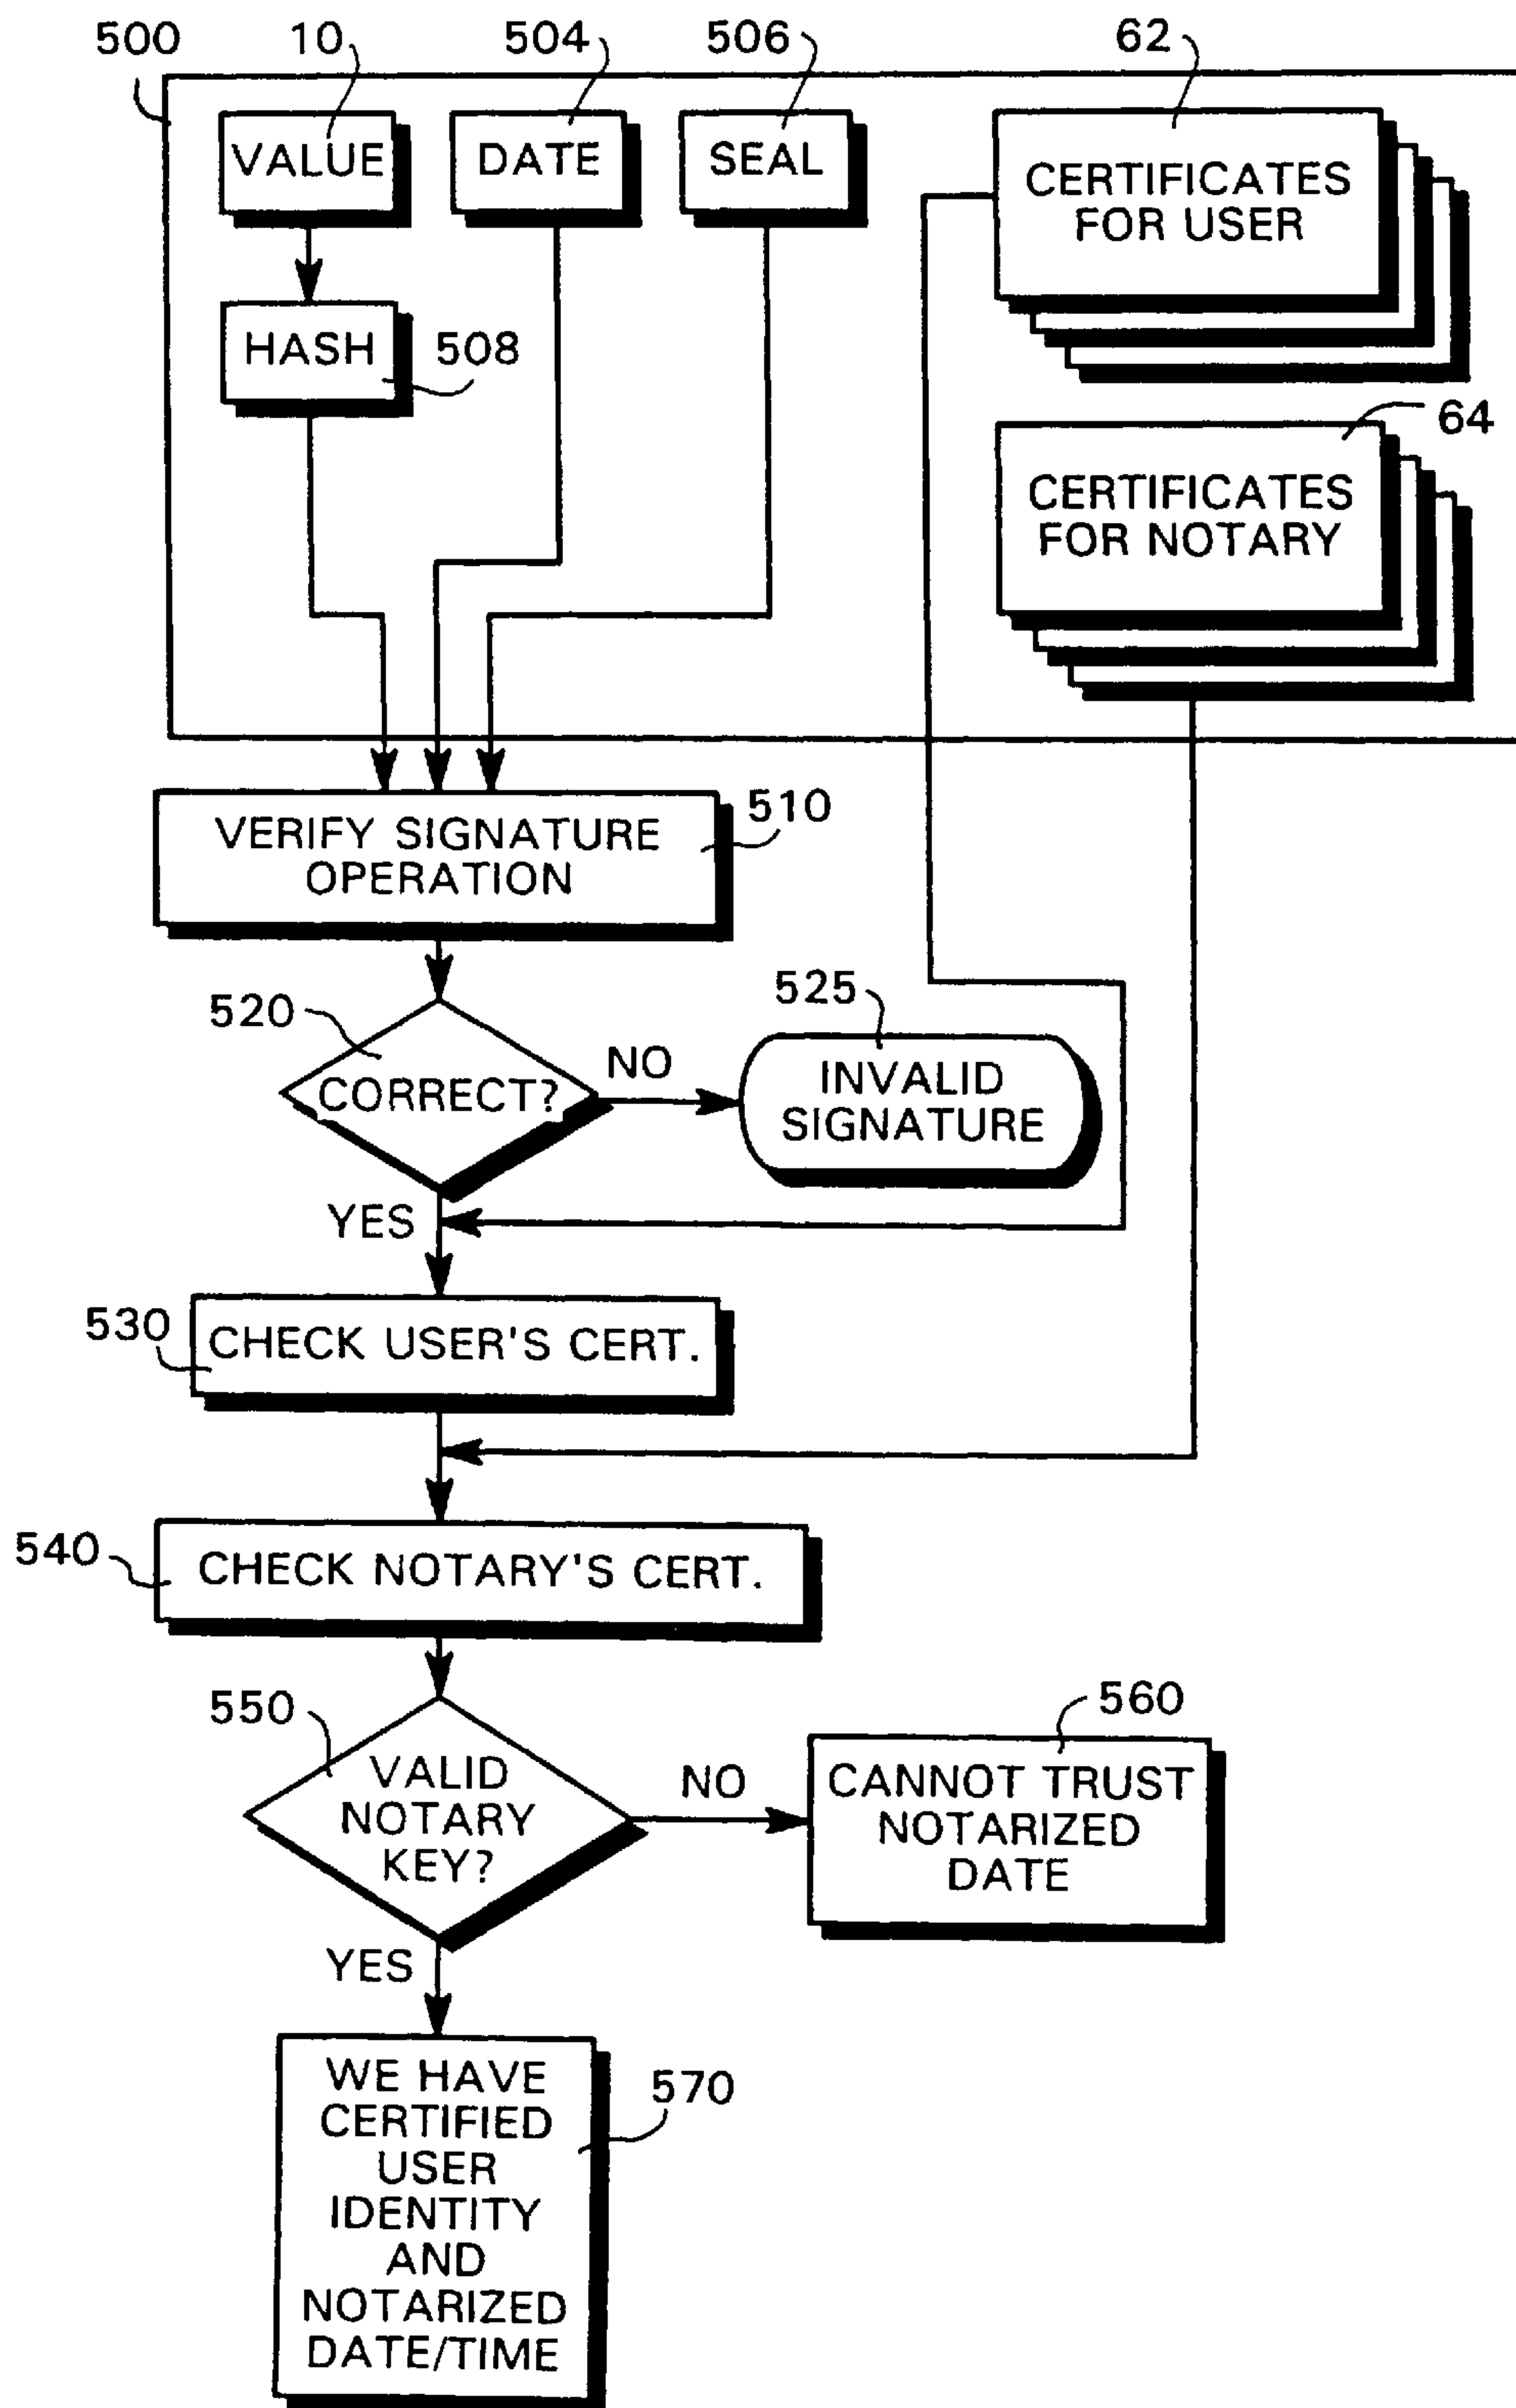 500
10
504
506
62
VALUE
DATE
SEAL
CERTIFICATES
FOR USER
HASH
508
64
CERTIFICATES
FOR NOTARY
VERIFY SIGNATURE
OPERATION
510
520
CORRECT?
NO
525
INVALID
SIGNATURE
YES
530
CHECK USER'S CERT.
540
CHECK NOTARY'S CERT.
550
VALID
NOTARY
KEY?
NO
560
CANNOT TRUST
NOTARIZED
DATE
YES
WE HAVE
CERTIFIED
USER
IDENTITY
AND
NOTARIZED
DATE/TIME
570